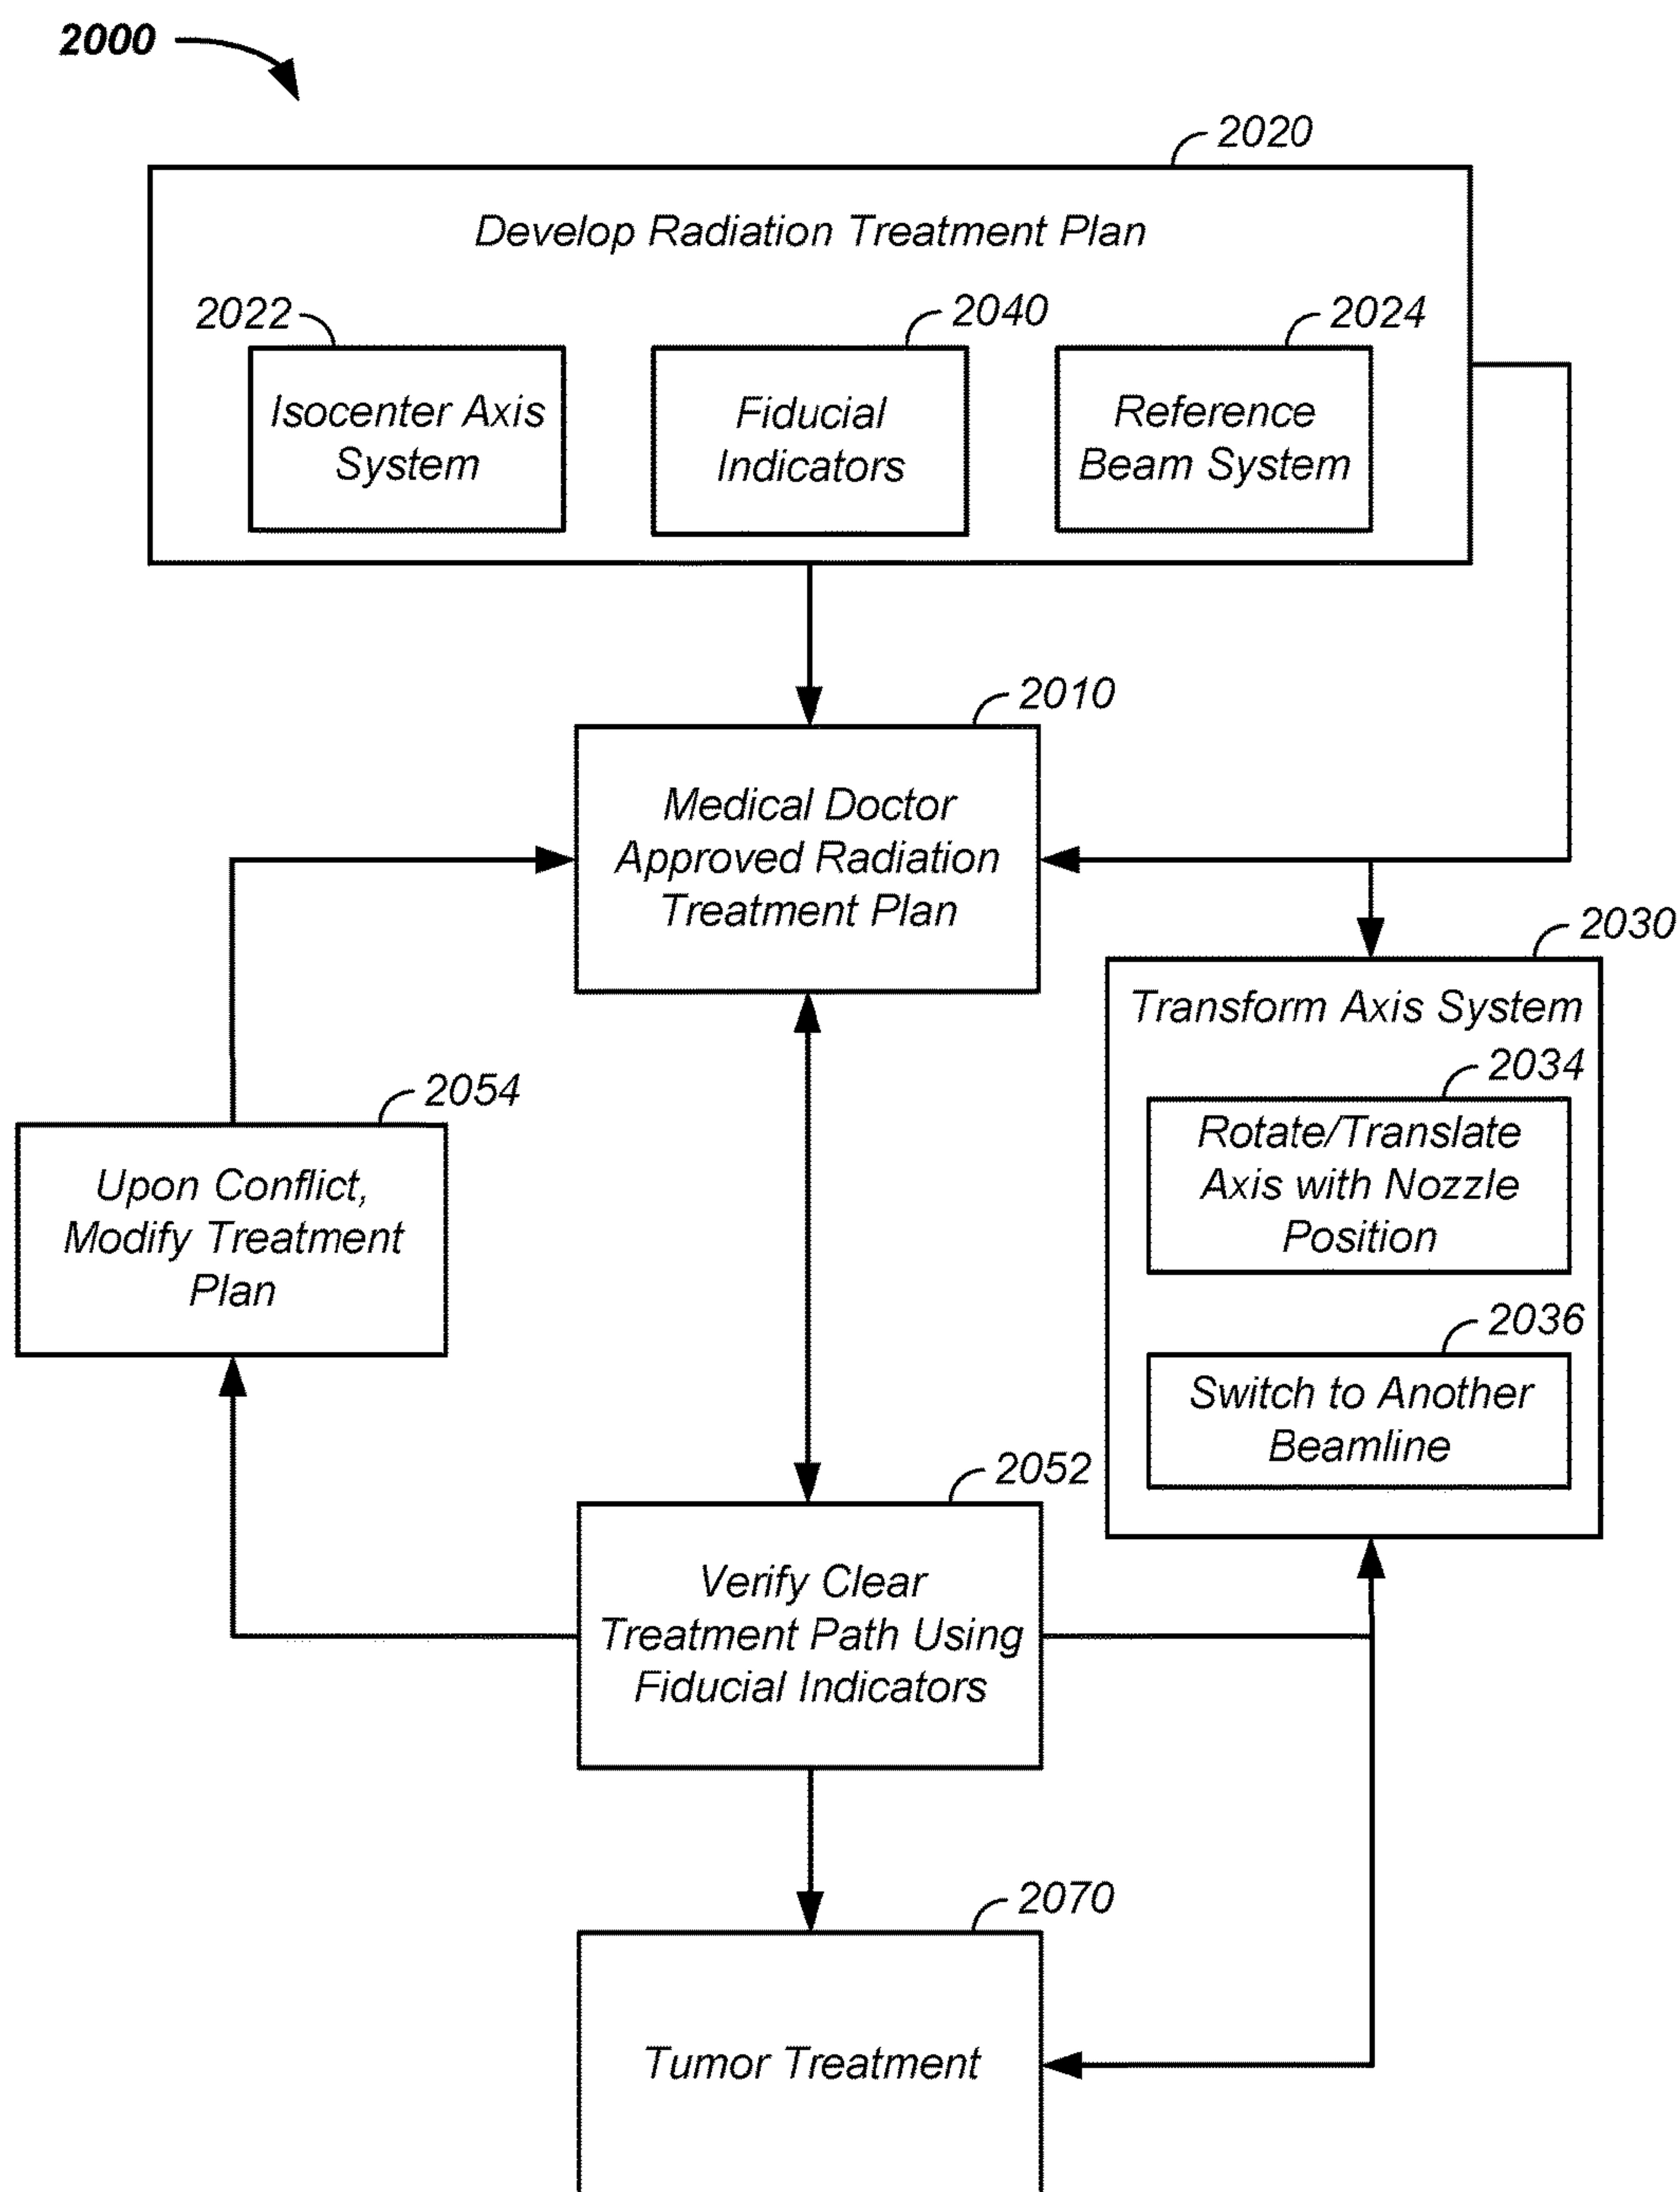 2000
2020
Develop Radiation Treatment Plan
2022
2040
2024
Isocenter Axis
System
Fiducial
Indicators
Reference
Beam System
2010
Medical Doctor
Approved Radiation
Treatment Plan
2030
Transform Axis System
2034
Rotate/Translate
Axis with Nozzle
Position
2054
Upon Conflict,
Modify Treatment
Plan
2036
Switch to Another
Beamline
2052
Verify Clear
Treatment Path Using
Fiducial Indicators
2070
Tumor Treatment